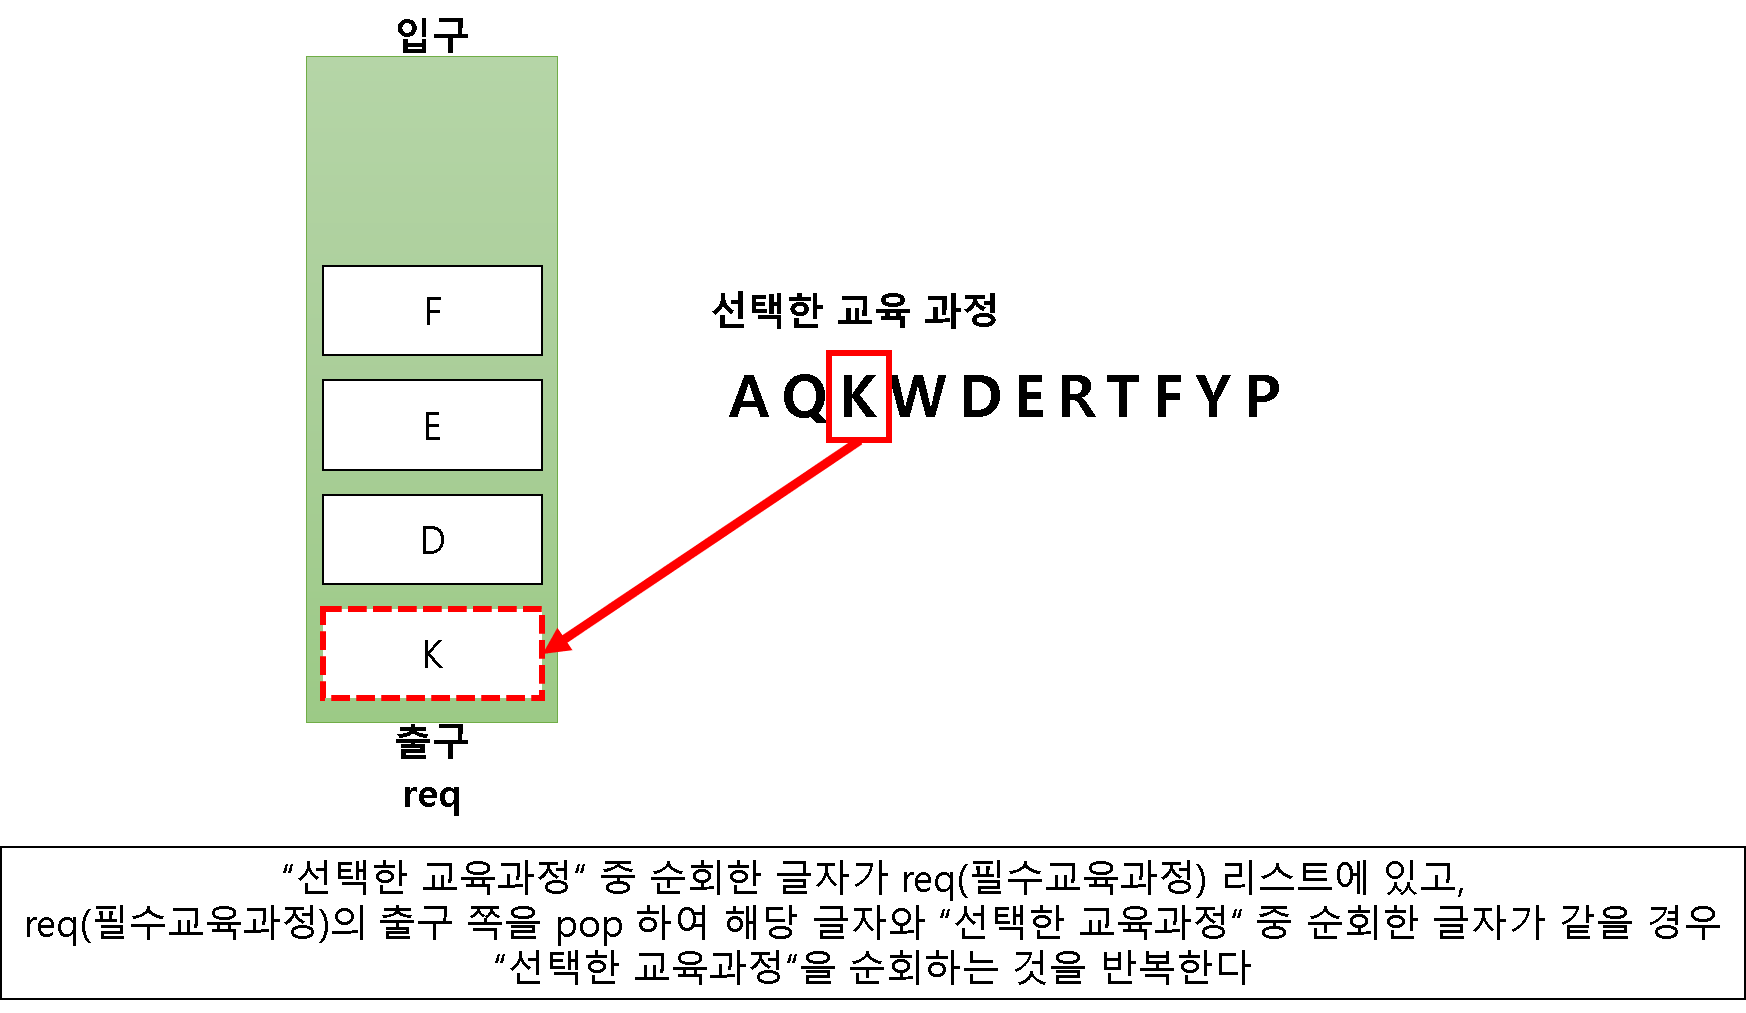 입구
F
E
D
K
출구
req
선택한 교육 과정
A Q K W D E R T F Y P
“선택한 교육과정“ 중 순회한 글자가 req(필수교육과정) 리스트에 있고,
req(필수교육과정)의 출구 쪽을 pop 하여 해당 글자와 “선택한 교육과정“ 중 순회한 글자가 같을 경우
“선택한 교육과정“을 순회하는 것을 반복한다